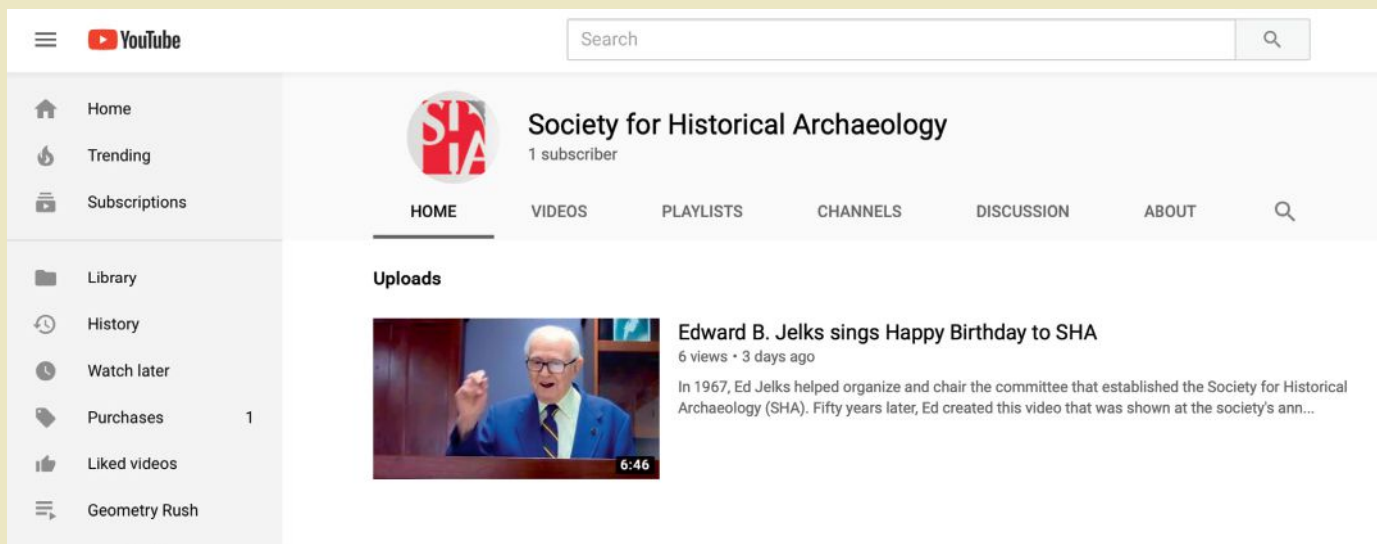 YouTube
Search
Home
Trending
Subscriptions
Library
History
Watch later
Purchases 1
Liked videos
Geometry Rush
SHA
Society for Historical Archaeology
1 subscriber
HOME VIDEOS PLAYLISTS CHANNELS DISCUSSION ABOUT
Uploads
6:46
Edward B. Jelks sings Happy Birthday to SHA
6 views • 3 days ago
In 1967, Ed Jelks helped organize and chair the committee that established the Society for Historical
Archaeology (SHA). Fifty years later, Ed created this video that was shown at the society's ann...